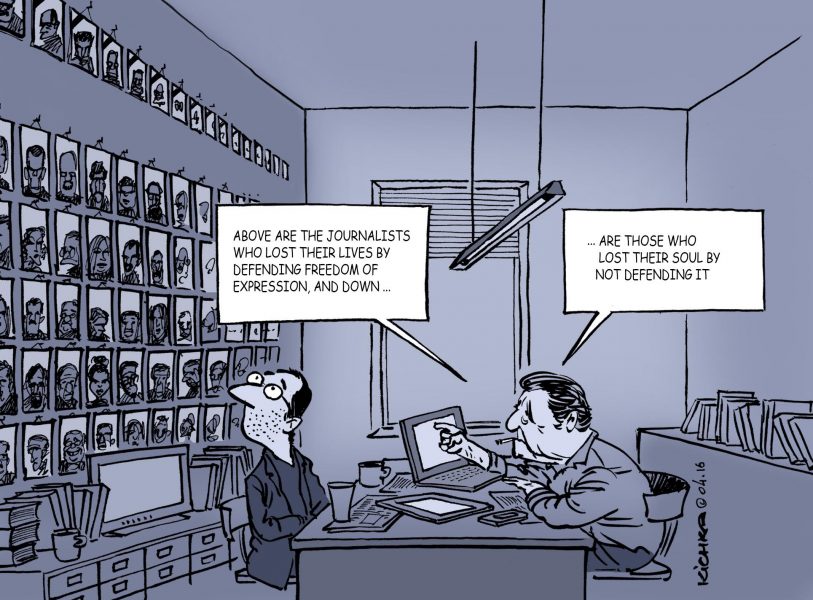 ABOVE ARE THE JOURNALISTS
WHO LOST THEIR LIVES BY
DEFENDING FREEDOM OF
EXPRESSION, AND DOWN ...
... ARE THOSE WHO
LOST THEIR SOUL BY
NOT DEFENDING IT
KICHKA © 04.16